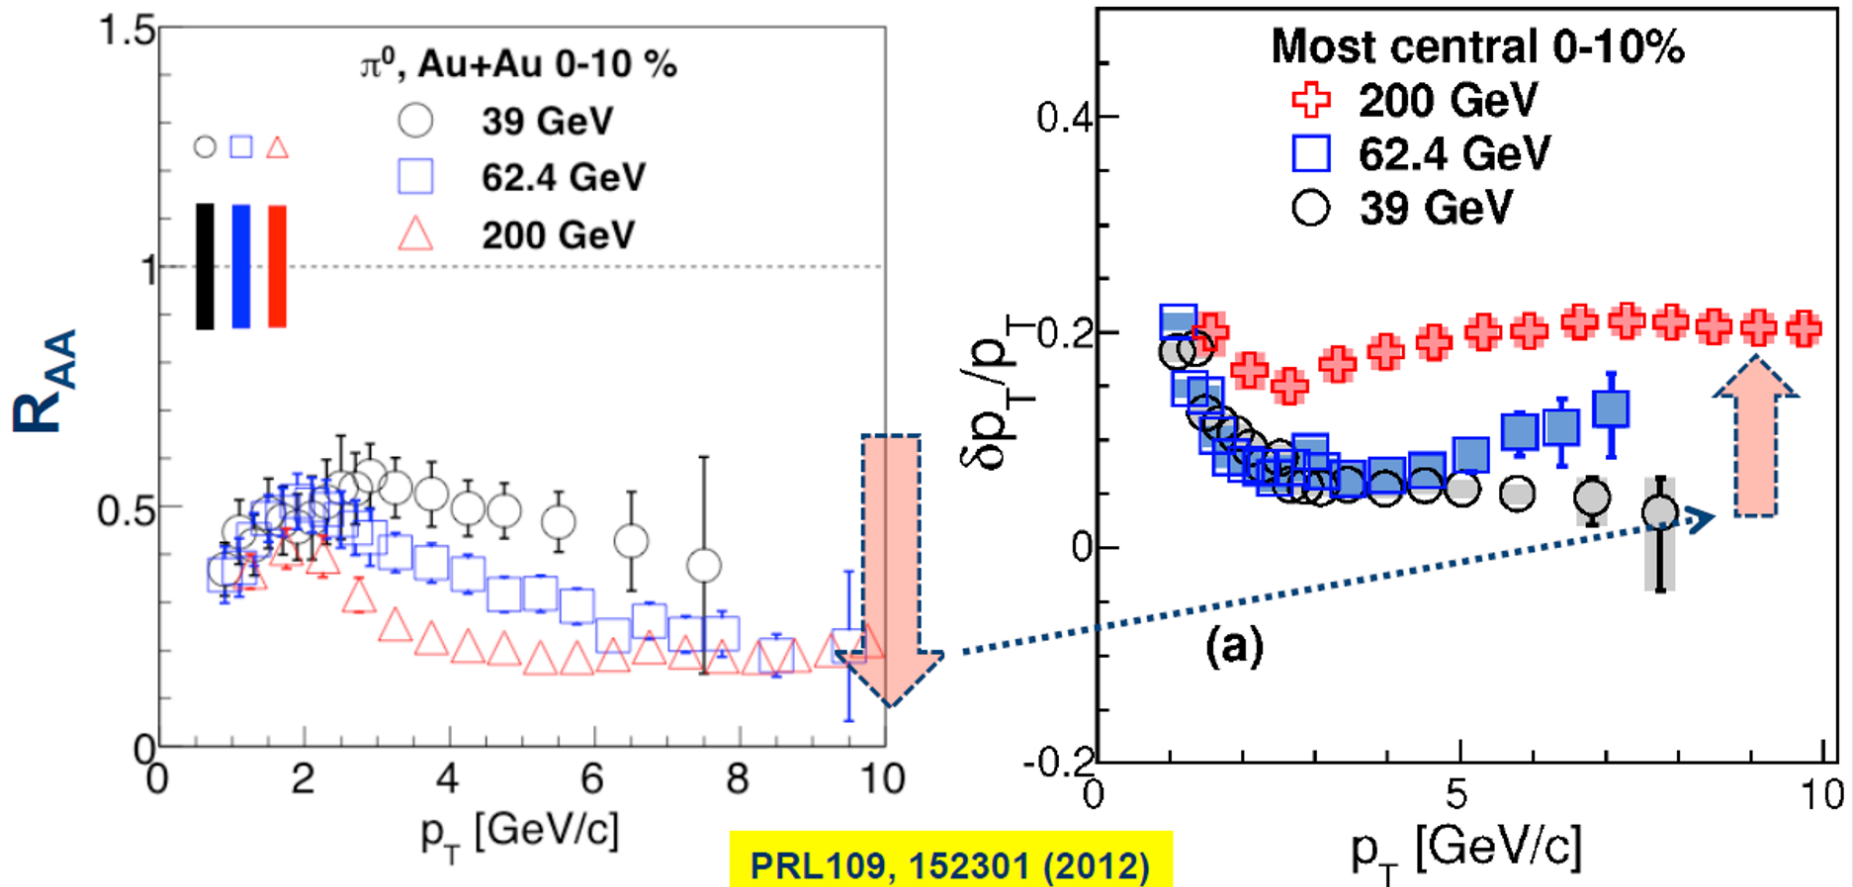 1.5
π⁰, Au+Au 0-10 %
39 GeV
62.4 GeV
200 GeV
1
0.5
0
R_AA
0 2 4 6 8 10
p_T [GeV/c]
Most central 0-10%
200 GeV
62.4 GeV
39 GeV
0.4
0.2
0
-0.2
δp_T/p_T
(a)
0 5 10
p_T [GeV/c]
PRL109, 152301 (2012)